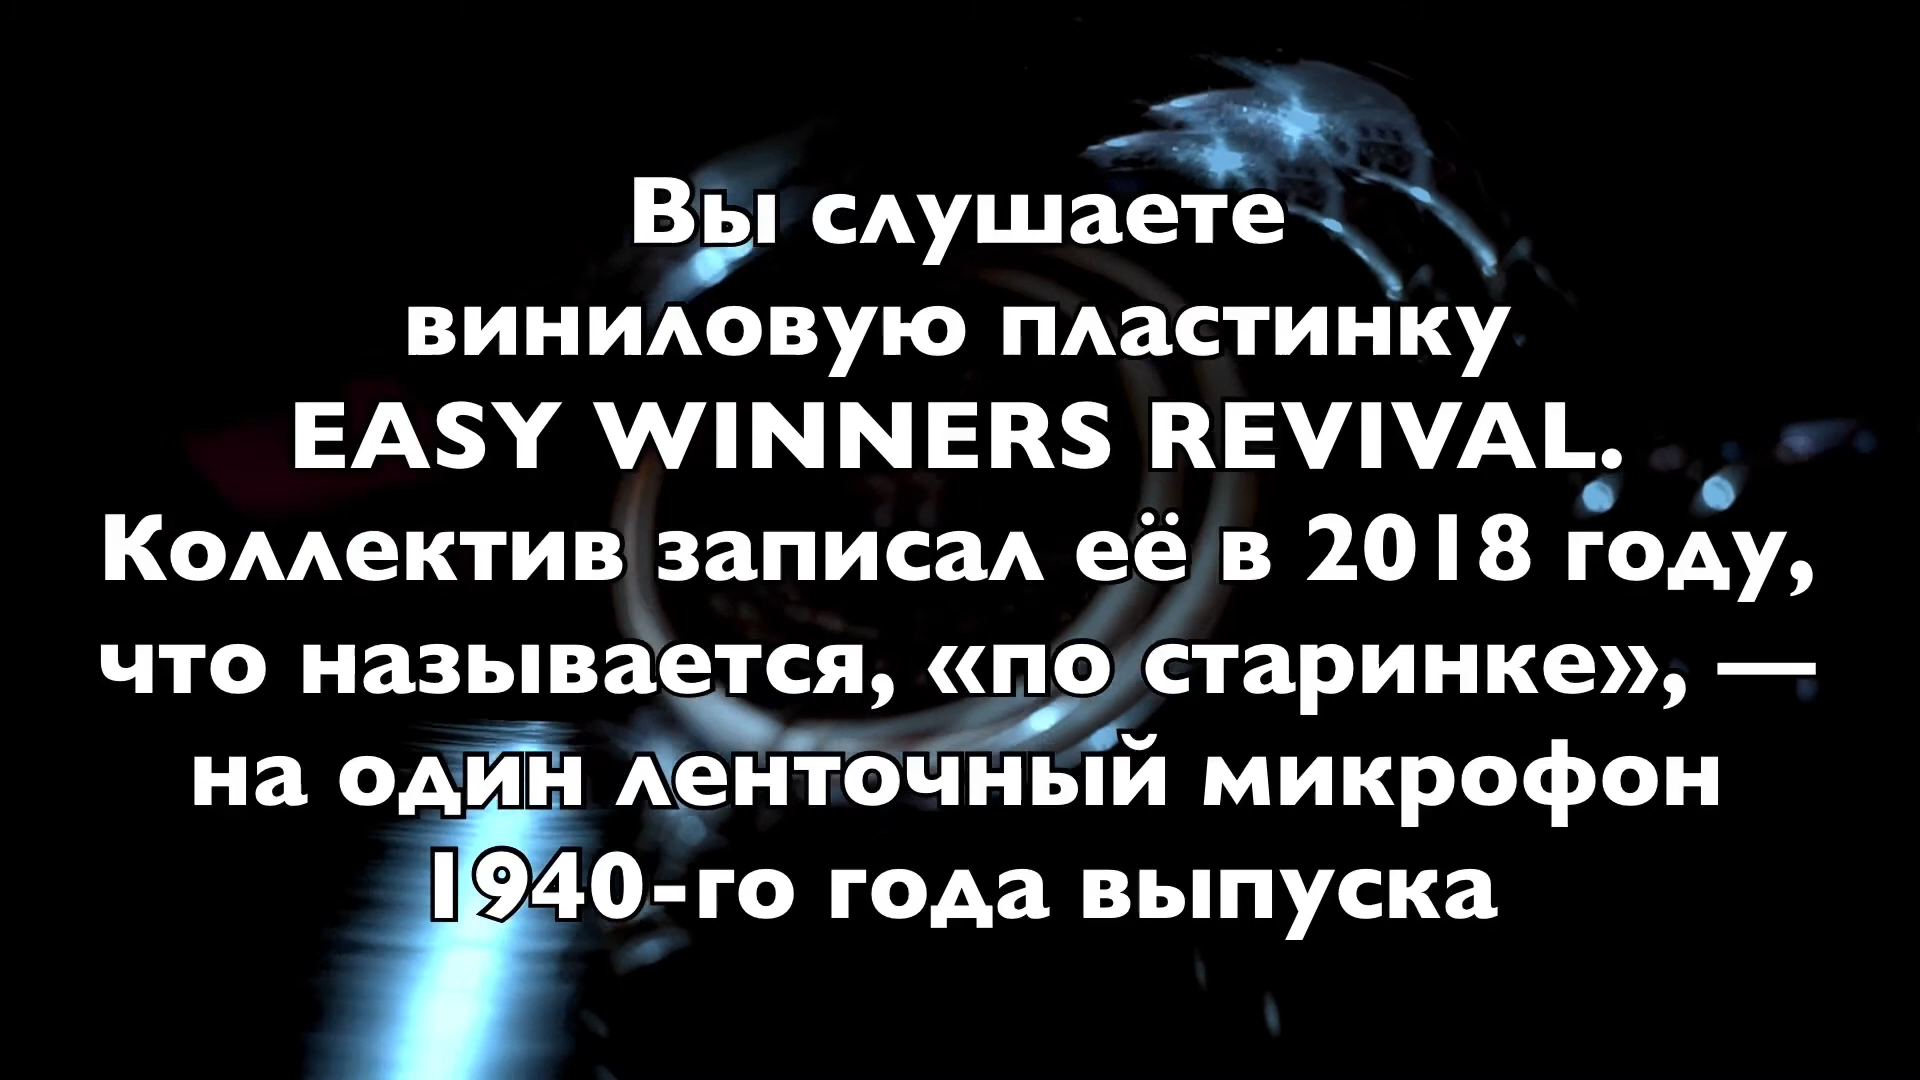 Вы слушаете
виниловую пластинку
EASY WINNERS REVIVAL.
Коллектив записал её в 2018 году,
что называется, «по старинке», —
на один ленточный микрофон
1940-го года выпуска